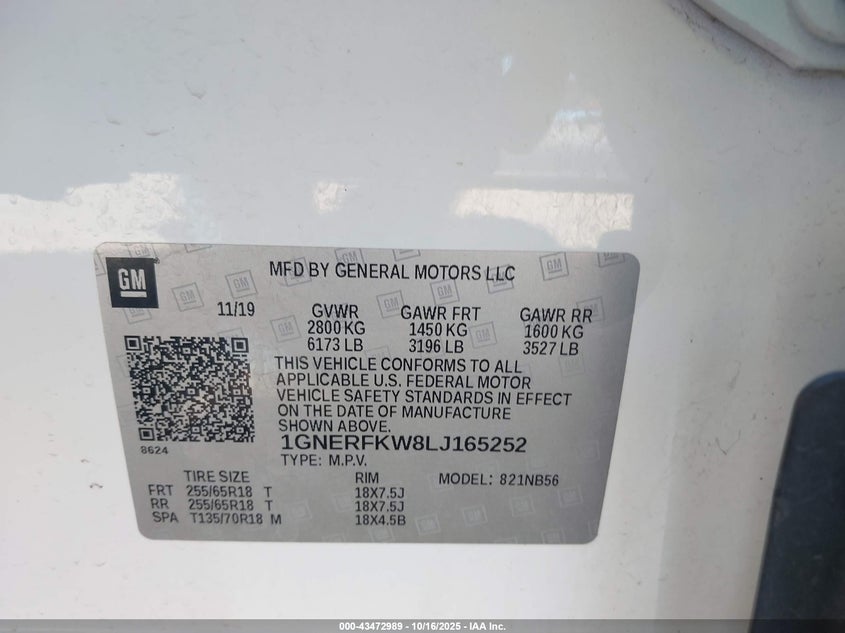 GM
MFD BY GENERAL MOTORS LLC
11/19 GVWR GAWR FRT GAWR RR
2800 KG 1450 KG 1600 KG
6173 LB 3196 LB 3527 LB
THIS VEHICLE CONFORMS TO ALL
APPLICABLE U.S. FEDERAL MOTOR
VEHICLE SAFETY STANDARDS IN EFFECT
ON THE DATE OF MANUFACTURE
SHOWN ABOVE.
8624
1GNERFKW8LJ165252
TYPE: M.P.V. MODEL: 821NB56
TIRE SIZE RIM
FRT 255/65R18 T 18X7.5J
RR 255/65R18 T 18X7.5J
SPA T135/70R18 M 18X4.5B
000-43472989 - 10/16/2025 - IAA Inc.